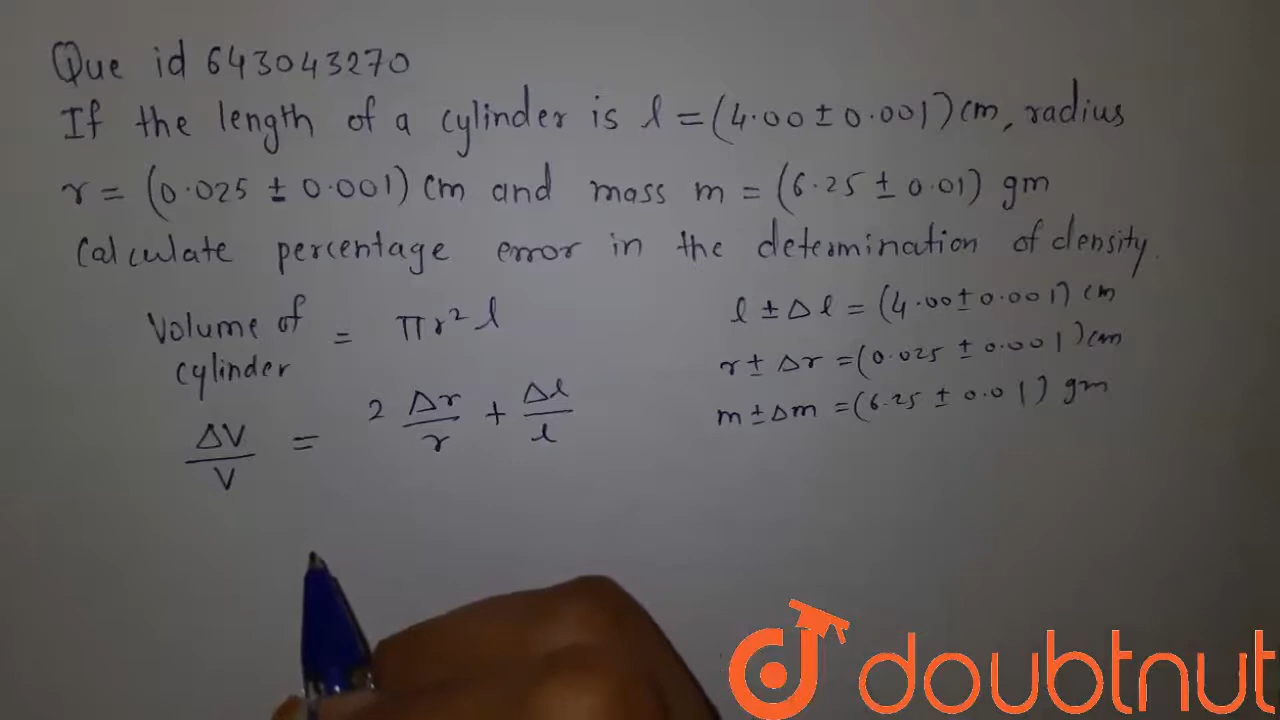 Que id 643043270
If the length of a cylinder is l = (4.00 ± 0.001) cm, radius
r = (0.025 ± 0.001) cm and mass m = (6.25 ± 0.01) gm
Calculate percentage error in the determination of density.
Volume of cylinder = πr²l
ΔV/V = 2 Δr/r + Δl/l
l ± Δl = (4.00 ± 0.001) cm
r ± Δr = (0.025 ± 0.001) cm
m ± Δm = (6.25 ± 0.01) gm
doubtnut